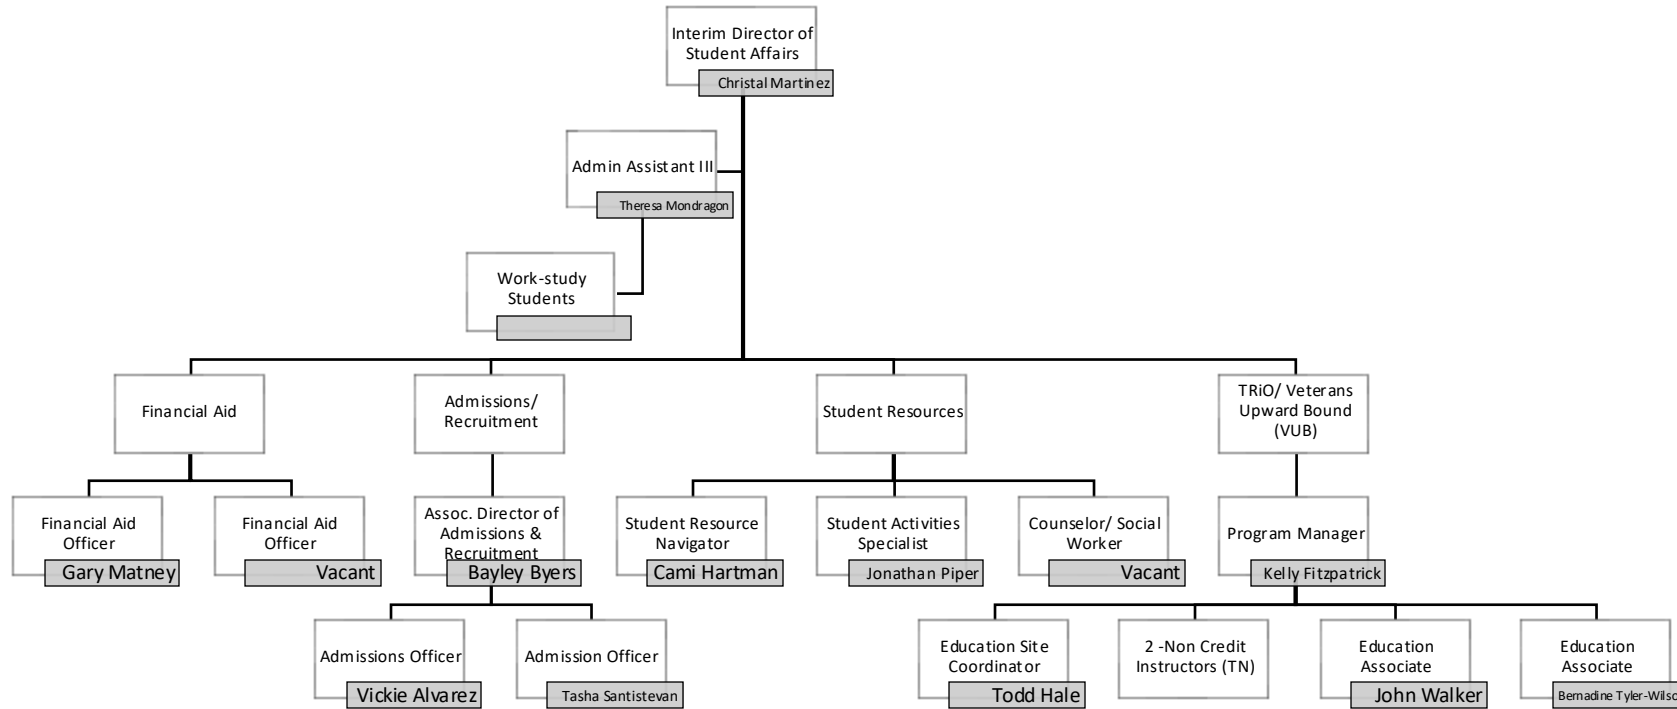 Interim Director of
Student Affairs
Christal Martinez
Admin Assistant III
Theresa Mondragon
Work-study
Students
Financial Aid
Admissions/
Recruitment
Student Resources
TRiO/ Veterans
Upward Bound
(VUB)
Financial Aid
Officer
Gary Matney
Financial Aid
Officer
Vacant
Assoc. Director of
Admissions &
Recruitment
Bayley Byers
Student Resource
Navigator
Cami Hartman
Student Activities
Specialist
Jonathan Piper
Counselor/ Social
Worker
Vacant
Program Manager
Kelly Fitzpatrick
Admissions Officer
Vickie Alvarez
Admission Officer
Tasha Santistevan
Education Site
Coordinator
Todd Hale
2 -Non Credit
Instructors (TN)
Education
Associate
John Walker
Education
Associate
Bernadine